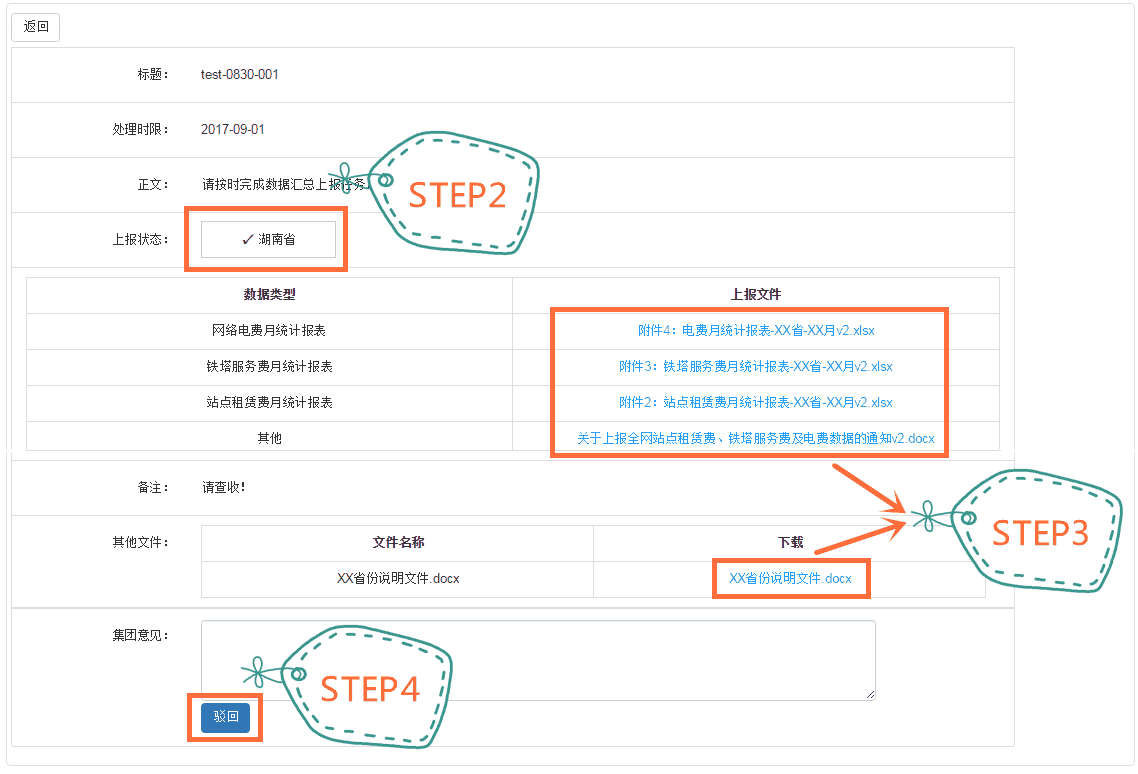 返回
标题： test-0830-001
处理时限： 2017-09-01
正文： 请按时完成数据汇总上报任务
STEP2
上报状态： ✓ 湖南省
数据类型 上报文件
网络电费月统计报表 附件4：电费月统计报表-XX省-XX月v2.xlsx
铁塔服务费月统计报表 附件3：铁塔服务费月统计报表-XX省-XX月v2.xlsx
站点租赁费月统计报表 附件2：站点租赁费月统计报表-XX省-XX月v2.xlsx
其他 关于上报全网站点租赁费、铁塔服务费及电费数据的通知v2.docx
备注： 请查收！
STEP3
其他文件： 文件名称 下载
XX省份说明文件.docx XX省份说明文件.docx
集团意见：
STEP4
驳回